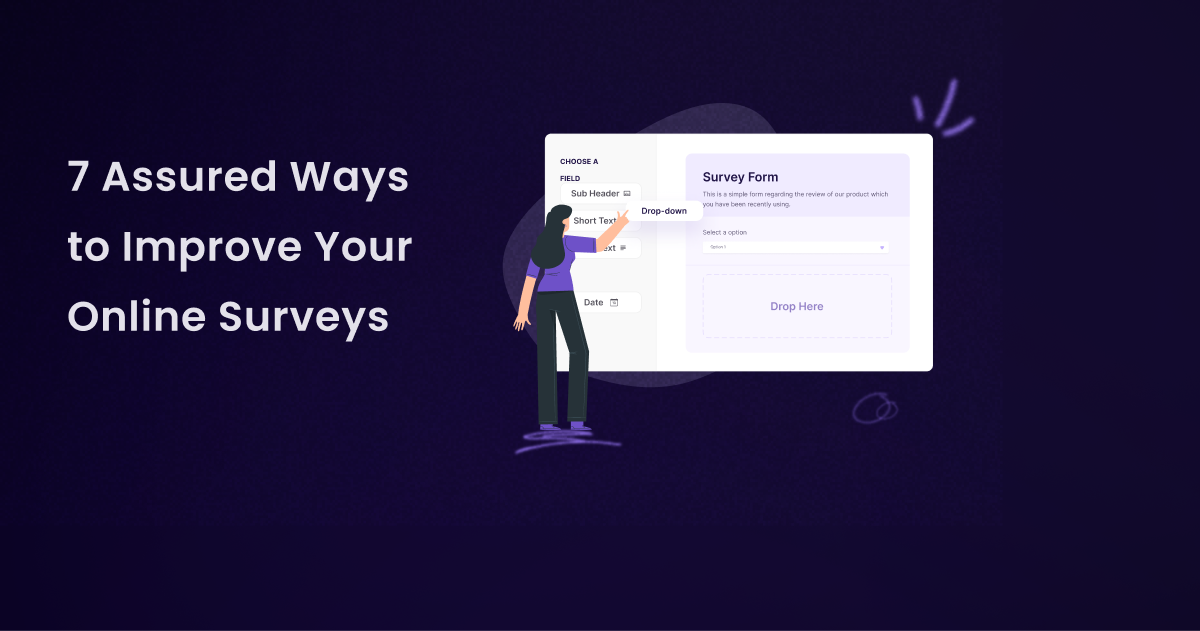 7 Assured Ways
to Improve Your
Online Surveys
CHOOSE A
FIELD
Sub Header
Short Text
Drop-down
Date
Survey Form
This is a simple form regarding the review of our product which
you have been recently using.
Select a option
Option 1
Drop Here